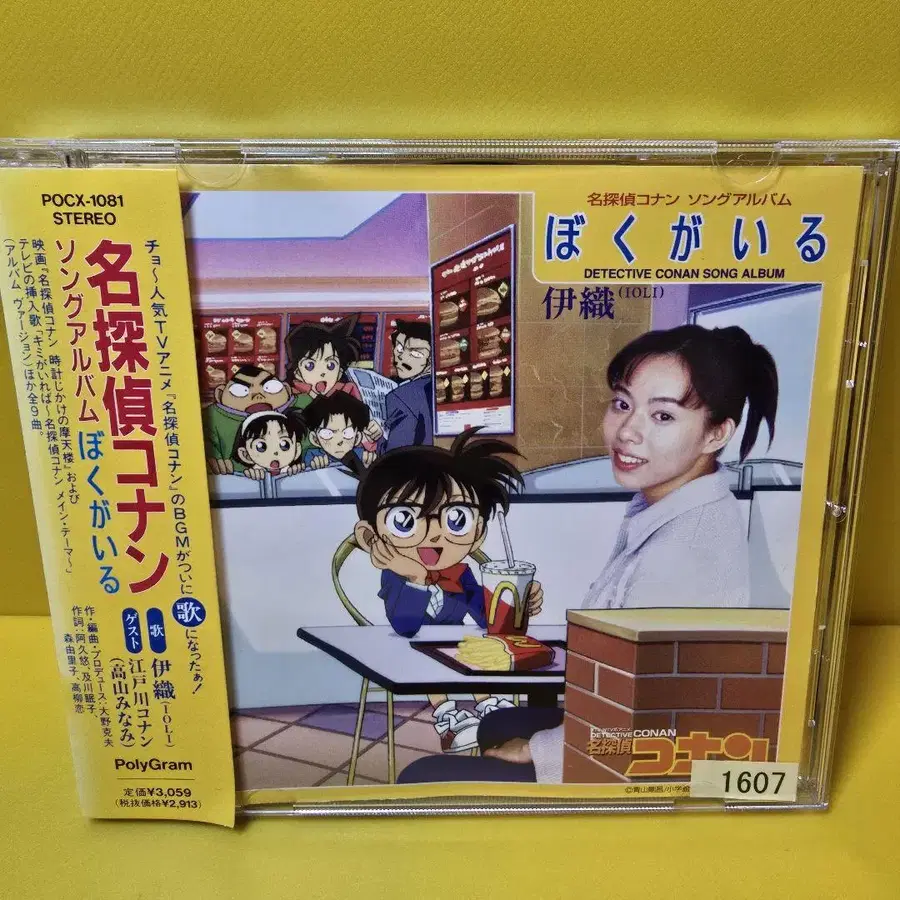 POCX-1081
STEREO
名探偵コナン
ソングアルバム ぼくがいる
チョ〜人気TVアニメ『名探偵コナン』のBGMがついに歌になったぁ!
映画『名探偵コナン 時計じかけの摩天楼』および
テレビの挿入歌「キミがいれば〜名探偵コナン メイン・テーマ〜」
(アルバム ヴァージョン)ほか全9曲。
歌 伊織(IOLI)
ゲスト 江戸川コナン
(高山みなみ)
作・編曲・プロデュース:大野克夫
作詞:阿久悠、及川眠子、
森由里子、高柳恋
PolyGram
定価¥3,059
(税抜価格¥2,913)
名探偵コナン ソングアルバム
ぼくがいる
DETECTIVE CONAN SONG ALBUM
伊織(IOLI)
DETECTIVE CONAN
名探偵コナン
1607
©青山剛昌/小学館